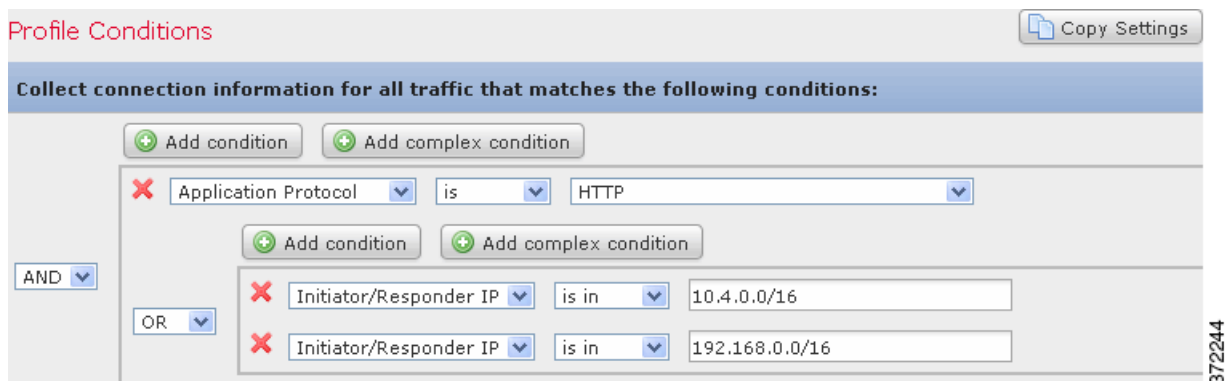 Profile Conditions
Copy Settings
Collect connection information for all traffic that matches the following conditions:
Add condition
Add complex condition
Application Protocol
is
HTTP
Add condition
Add complex condition
AND
OR
Initiator/Responder IP
is in
10.4.0.0/16
Initiator/Responder IP
is in
192.168.0.0/16
372244